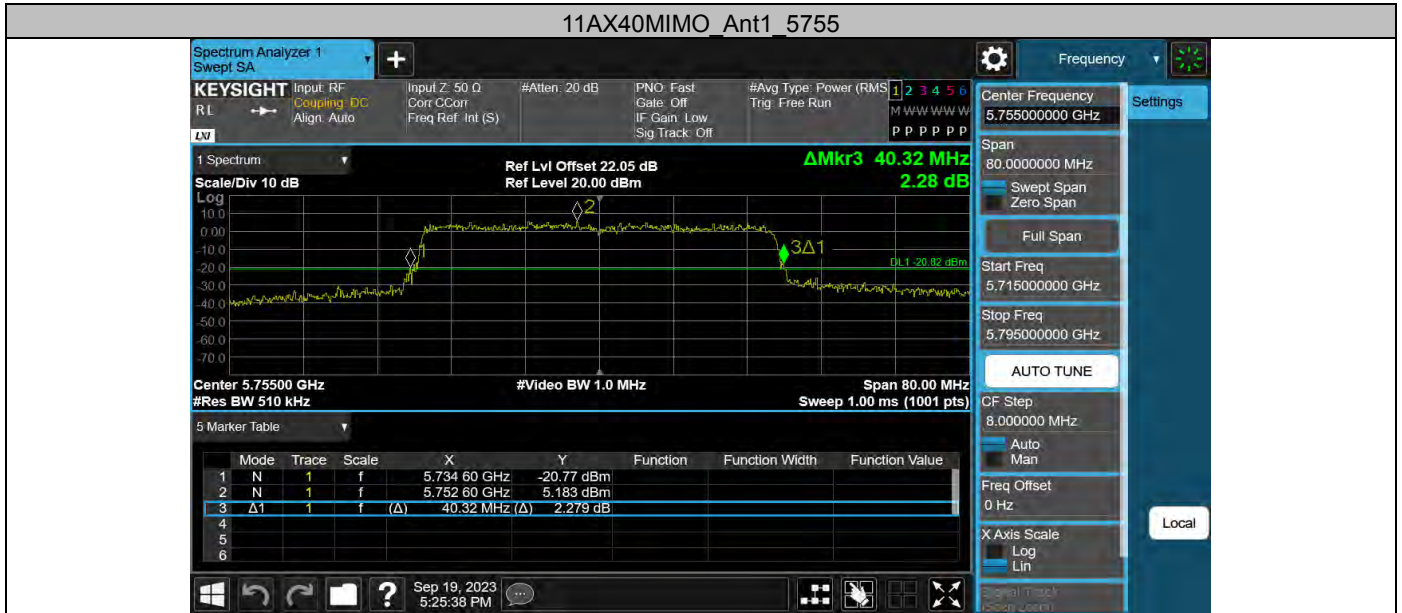 11AX40MIMO_Ant1_5755
Spectrum Analyzer 1
Swept SA
+
Frequency
KEYSIGHT
RL
LXI
Input: RF
Coupling: DC
Align: Auto
Input Z: 50 Ω
Corr CCorr
Freq Ref: Int (S)
#Atten: 20 dB
PNO: Fast
Gate: Off
IF Gain: Low
Sig Track: Off
#Avg Type: Power (RMS
Trig: Free Run
1 2 3 4 5 6
M W W W W W
P P P P P P
1 Spectrum
Scale/Div 10 dB
Ref Lvl Offset 22.05 dB
Ref Level 20.00 dBm
ΔMkr3 40.32 MHz
2.28 dB
Log
10.0
0.00
-10.0
-20.0
-30.0
-40.0
-50.0
-60.0
-70.0
2
3Δ1
DL1 -20.82 dBm
Center 5.75500 GHz
#Res BW 510 kHz
#Video BW 1.0 MHz
Span 80.00 MHz
Sweep 1.00 ms (1001 pts)
5 Marker Table
Mode Trace Scale X Y Function Function Width Function Value
1 N 1 f 5.734 60 GHz -20.77 dBm
2 N 1 f 5.752 60 GHz 5.183 dBm
3 Δ1 1 f (Δ) 40.32 MHz (Δ) 2.279 dB
4
5
6
?
Sep 19, 2023
5:25:38 PM
Center Frequency
5.755000000 GHz
Settings
Span
80.0000000 MHz
Swept Span
Zero Span
Full Span
Start Freq
5.715000000 GHz
Stop Freq
5.795000000 GHz
AUTO TUNE
CF Step
8.000000 MHz
Auto
Man
Freq Offset
0 Hz
X Axis Scale
Log
Lin
Local
Signal Track